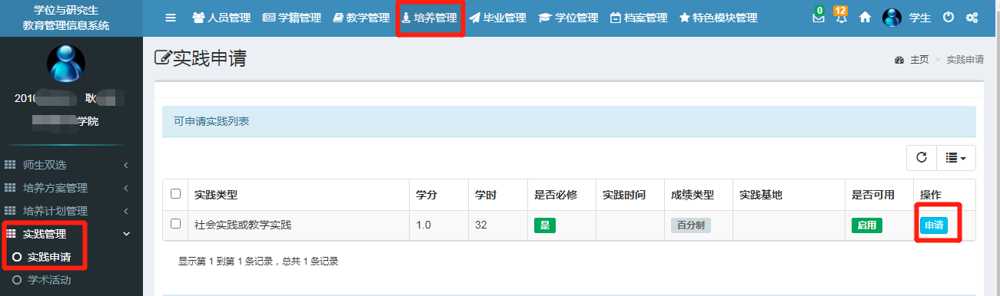 学位与研究生
教育管理信息系统
人员管理 学籍管理 教学管理 培养管理 毕业管理 学位管理 档案管理 特色模块管理 0 12 学生
实践申请
主页 > 实践申请
2010 耿
学院
师生双选
培养方案管理
培养计划管理
实践管理
实践申请
学术活动
可申请实践列表
实践类型 学分 学时 是否必修 实践时间 成绩类型 实践基地 是否可用 操作
社会实践或教学实践 1.0 32 是 百分制 启用 申请
显示第 1 到第 1 条记录，总共 1 条记录